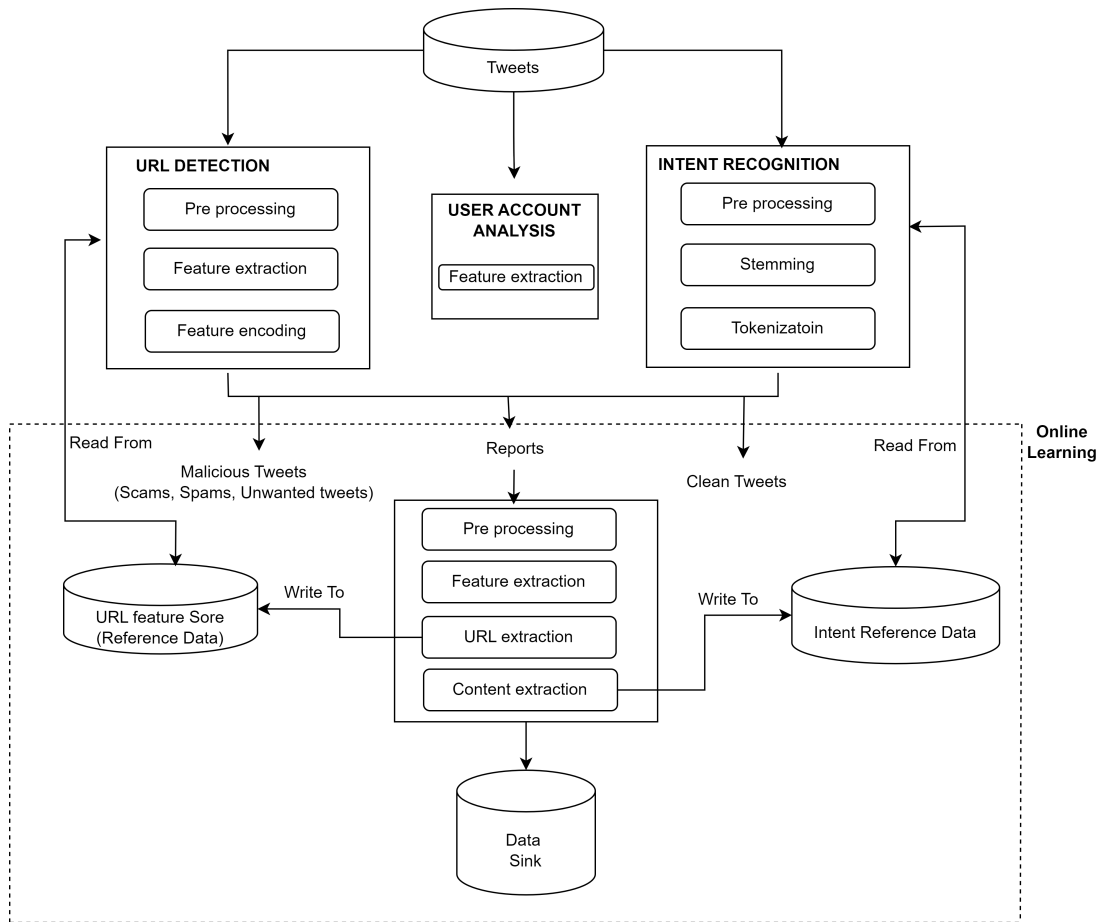 Tweets
URL DETECTION
Pre processing
Feature extraction
Feature encoding
USER ACCOUNT
ANALYSIS
Feature extraction
INTENT RECOGNITION
Pre processing
Stemming
Tokenizatoin
Online
Learning
Read From
Malicious Tweets
(Scams, Spams, Unwanted tweets)
Reports
Clean Tweets
Read From
Pre processing
Feature extraction
URL extraction
Content extraction
Write To
URL feature Sore
(Reference Data)
Write To
Intent Reference Data
Data
Sink